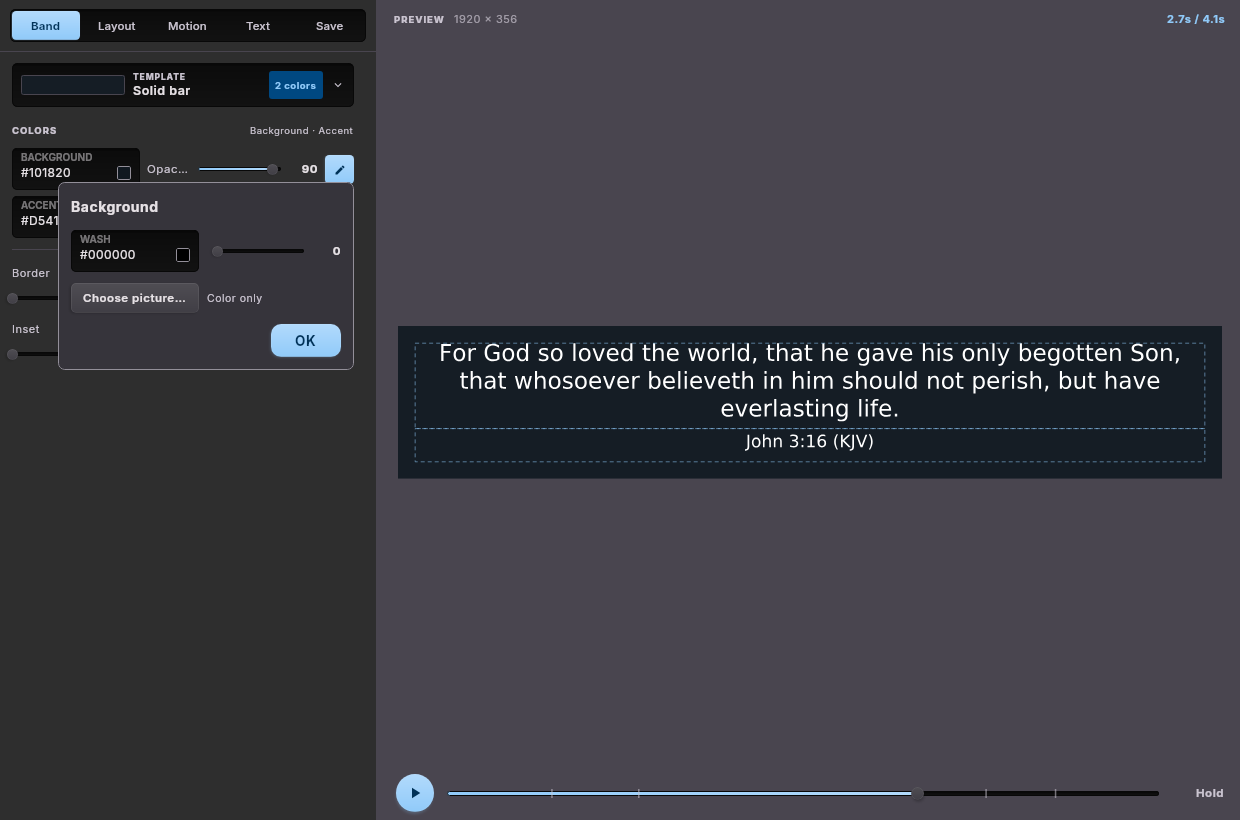 Band Layout Motion Text Save
PREVIEW 1920 × 356
2.7s / 4.1s
TEMPLATE
Solid bar
2 colors
COLORS
Background · Accent
BACKGROUND
#101820
Opac...
90
#D541
Background
WASH
#000000
0
Choose picture...
Color only
OK
Border
Inset
For God so loved the world, that he gave his only begotten Son,
that whosoever believeth in him should not perish, but have
everlasting life.
John 3:16 (KJV)
Hold